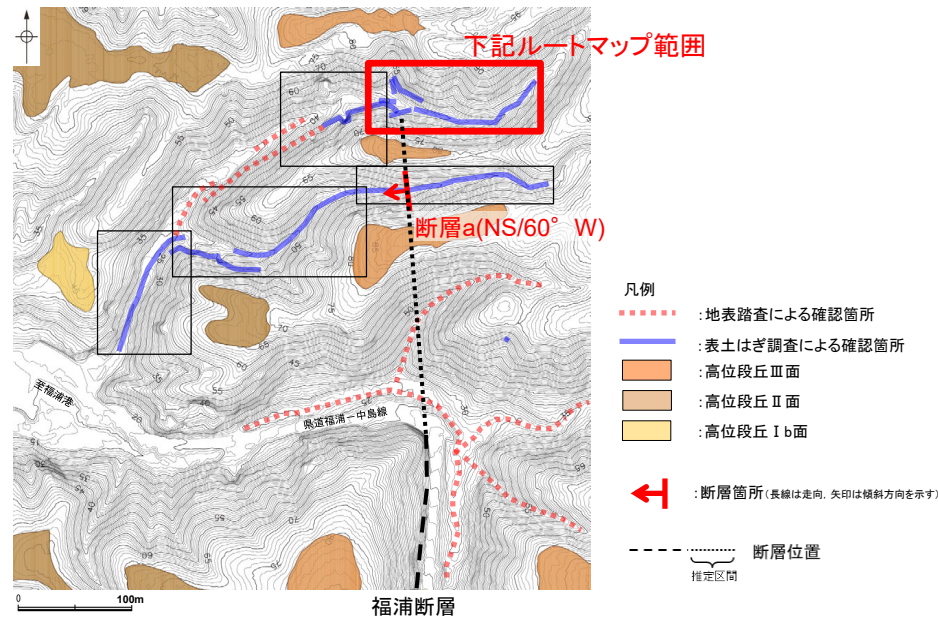 下記ルートマップ範囲
断層a(NS/60°W)
至福浦港
県道福浦ー中島線
0
100m
福浦断層
凡例
:地表踏査による確認箇所
:表土はぎ調査による確認箇所
:高位段丘Ⅲ面
:高位段丘Ⅱ面
:高位段丘Ⅰb面
:断層箇所(長線は走向、矢印は傾斜方向を示す)
断層位置
推定区間